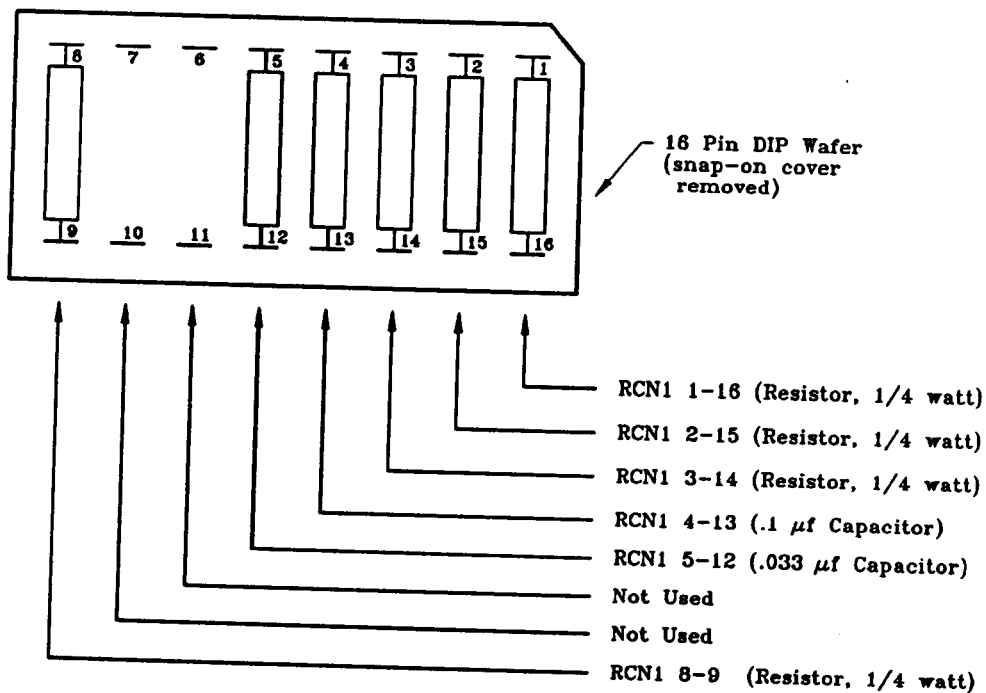 8 7 6 5 4 3 2 1
9 10 11 12 13 14 15 16
16 Pin DIP Wafer
(snap-on cover
removed)
RCN1 1-16 (Resistor, 1/4 watt)
RCN1 2-15 (Resistor, 1/4 watt)
RCN1 3-14 (Resistor, 1/4 watt)
RCN1 4-13 (.1 μf Capacitor)
RCN1 5-12 (.033 μf Capacitor)
Not Used
Not Used
RCN1 8-9 (Resistor, 1/4 watt)